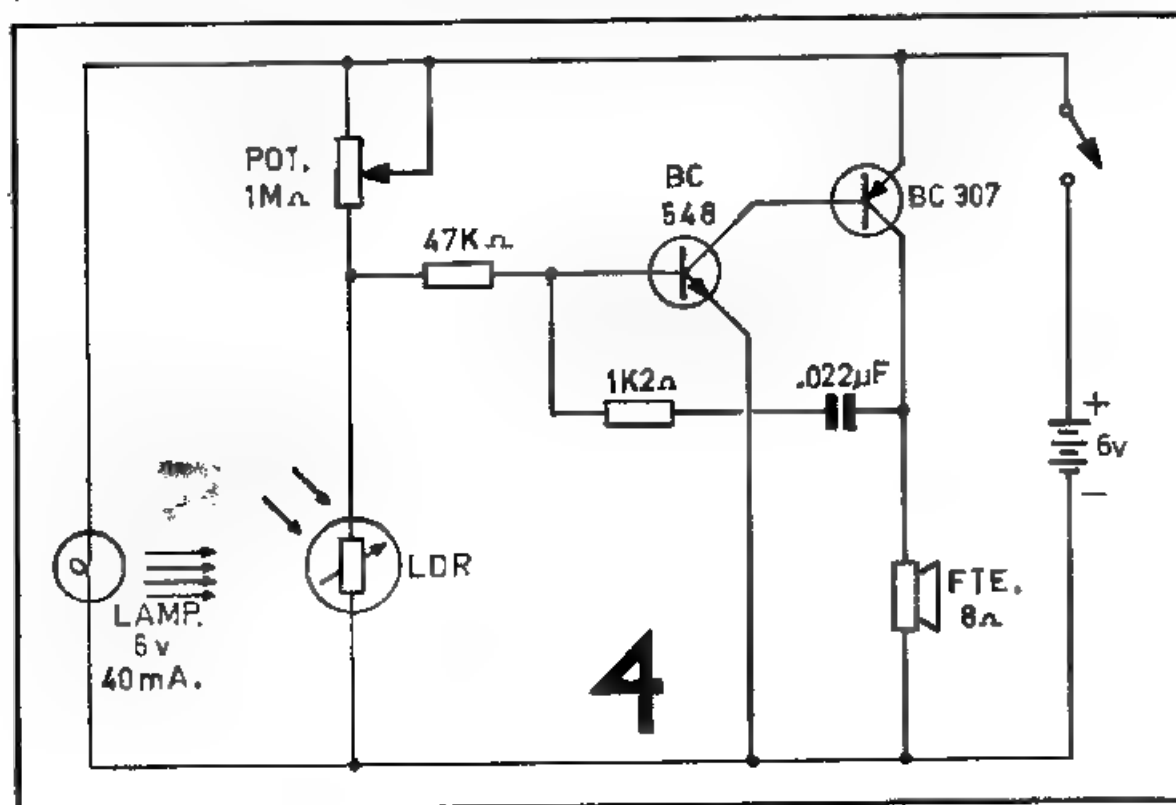 POT.
1MΩ
47KΩ
BC
548
BC 307
1K2Ω
.022µF
+
6v
−
LDR
LAMP.
6v
40mA.
FTE.
8Ω
4